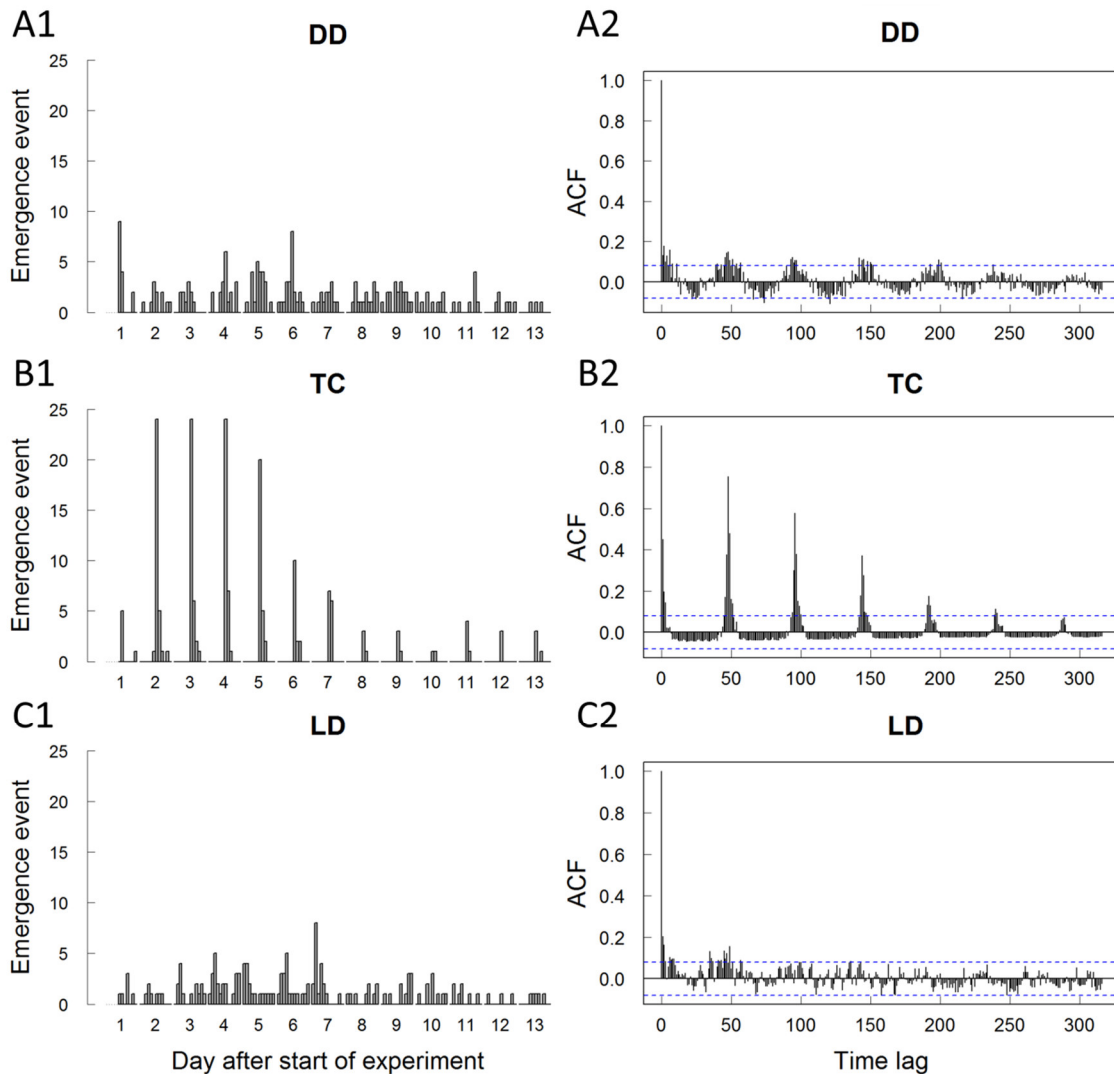 A1
DD
25
20
15
10
5
0
Emergence event
1 2 3 4 5 6 7 8 9 10 11 12 13
A2
DD
1.0
0.8
0.6
0.4
0.2
0.0
ACF
0 50 100 150 200 250 300
B1
TC
25
20
15
10
5
0
Emergence event
1 2 3 4 5 6 7 8 9 10 11 12 13
B2
TC
1.0
0.8
0.6
0.4
0.2
0.0
ACF
0 50 100 150 200 250 300
C1
LD
25
20
15
10
5
0
Emergence event
1 2 3 4 5 6 7 8 9 10 11 12 13
Day after start of experiment
C2
LD
1.0
0.8
0.6
0.4
0.2
0.0
ACF
0 50 100 150 200 250 300
Time lag